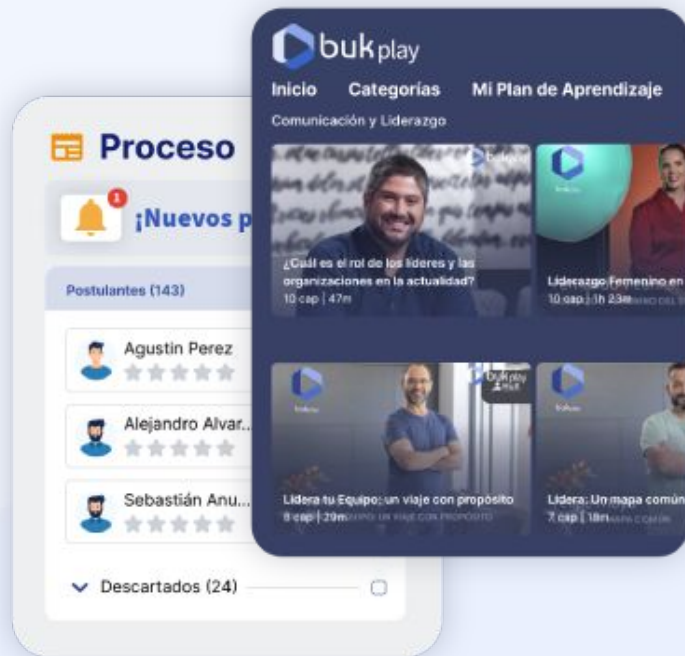 bukplay
Inicio Categorías Mi Plan de Aprendizaje
Comunicación y Liderazgo
¿Cuál es el rol de los líderes y las
organizaciones en la actualidad?
10 cap | 47m
Liderazgo Femenino en
10 cap | 1h 23m
Lidera tu Equipo: un viaje con propósito
8 cap | 29m
Lidera: Un mapa común
7 cap | 18m
Proceso
1
¡Nuevos p
Postulantes (143)
Agustin Perez
Alejandro Alvar...
Sebastián Anu...
Descartados (24)